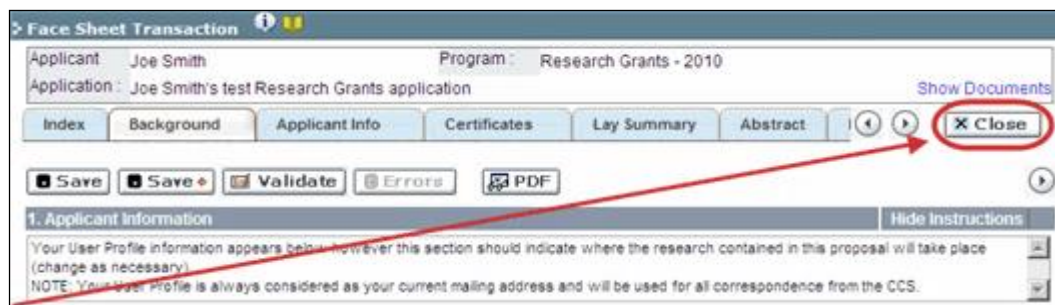 Face Sheet Transaction
Applicant Joe Smith Program : Research Grants - 2010
Application : Joe Smith's test Research Grants application Show Documents
Index Background Applicant Info Certificates Lay Summary Abstract X Close
Save Save Validate Errors PDF
1. Applicant Information Hide Instructions
Your User Profile information appears below, however this section should indicate where the research contained in this proposal will take place
(change as necessary)
NOTE: Your User Profile is always considered as your current mailing address and will be used for all correspondence from the CCS.